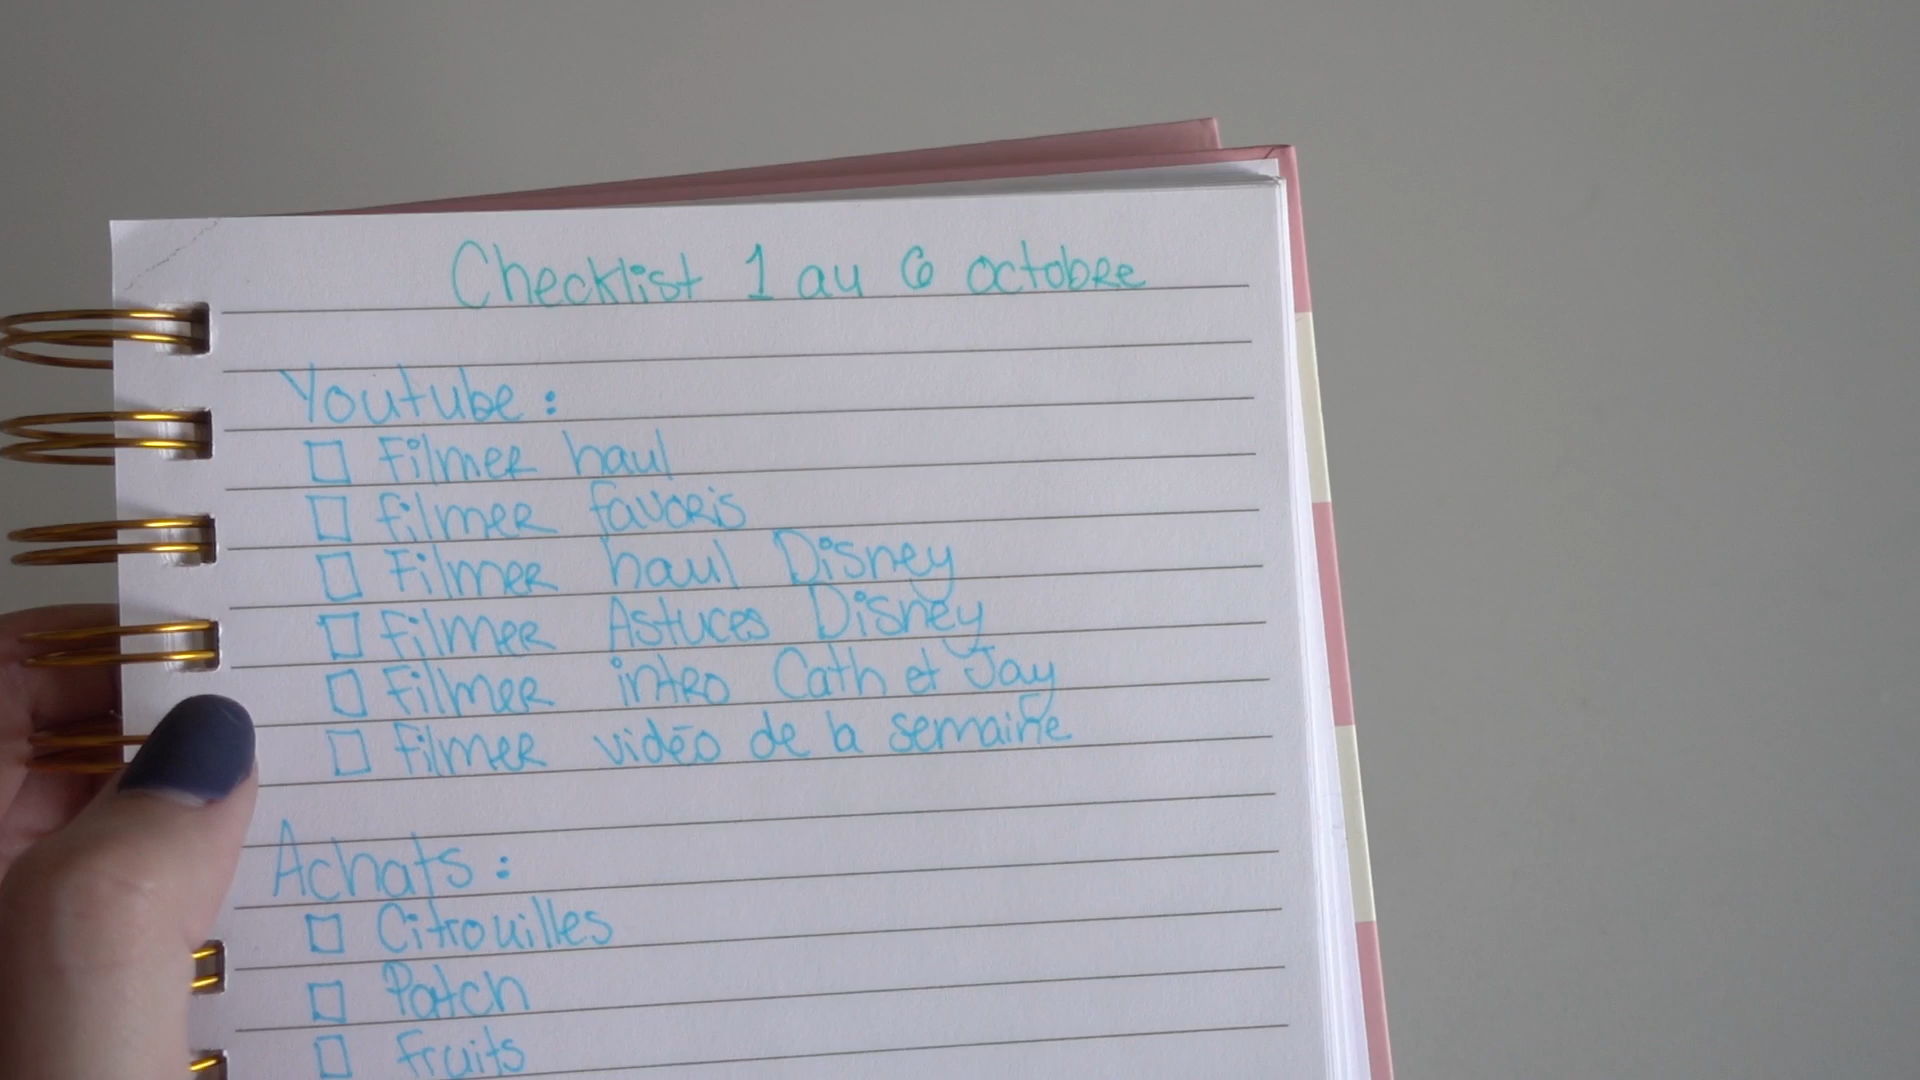 Checklist 1 au 6 octobre
Youtube :
Filmer haul
Filmer favoris
Filmer haul Disney
Filmer Astuces Disney
Filmer intro Cath et Jay
Filmer vidéo de la semaine
Achats :
Citrouilles
Patch
Fruits